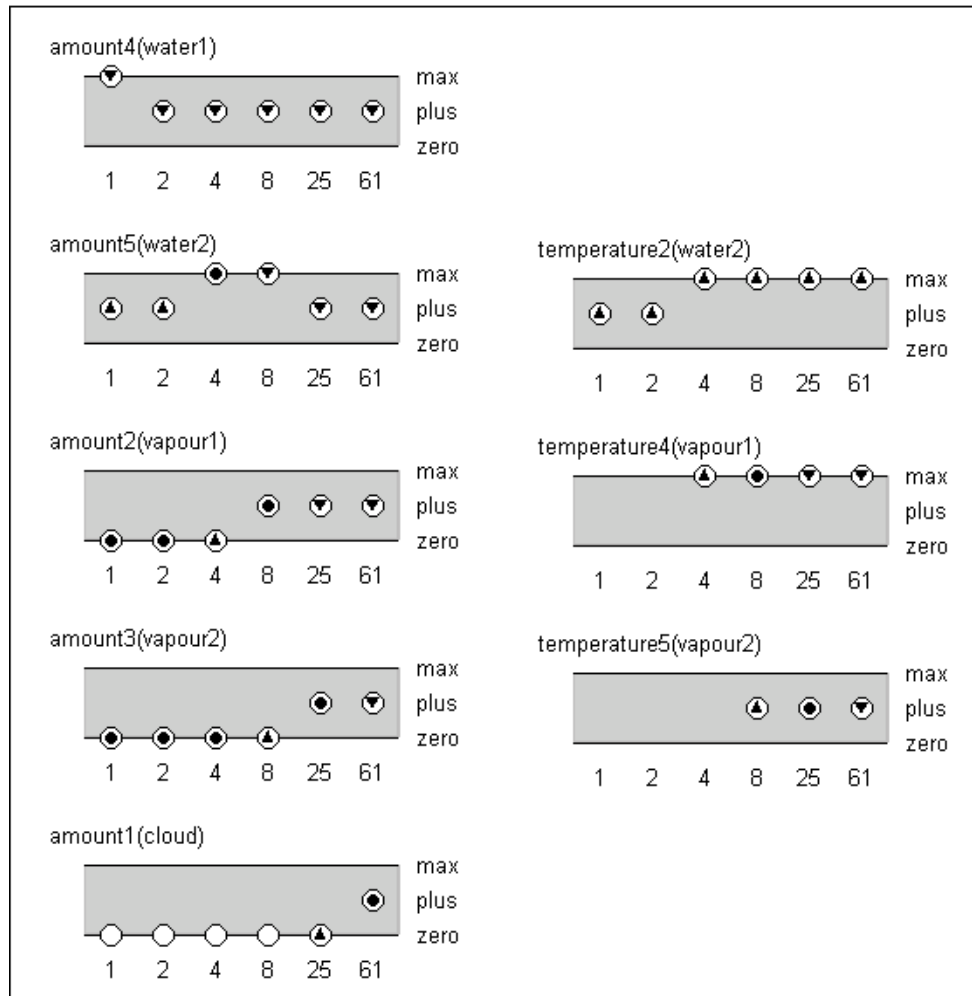 amount4(water1)
max
plus
zero
1 2 4 8 25 61
amount5(water2)
max
plus
zero
1 2 4 8 25 61
temperature2(water2)
max
plus
zero
1 2 4 8 25 61
amount2(vapour1)
max
plus
zero
1 2 4 8 25 61
temperature4(vapour1)
max
plus
zero
1 2 4 8 25 61
amount3(vapour2)
max
plus
zero
1 2 4 8 25 61
temperature5(vapour2)
max
plus
zero
1 2 4 8 25 61
amount1(cloud)
max
plus
zero
1 2 4 8 25 61